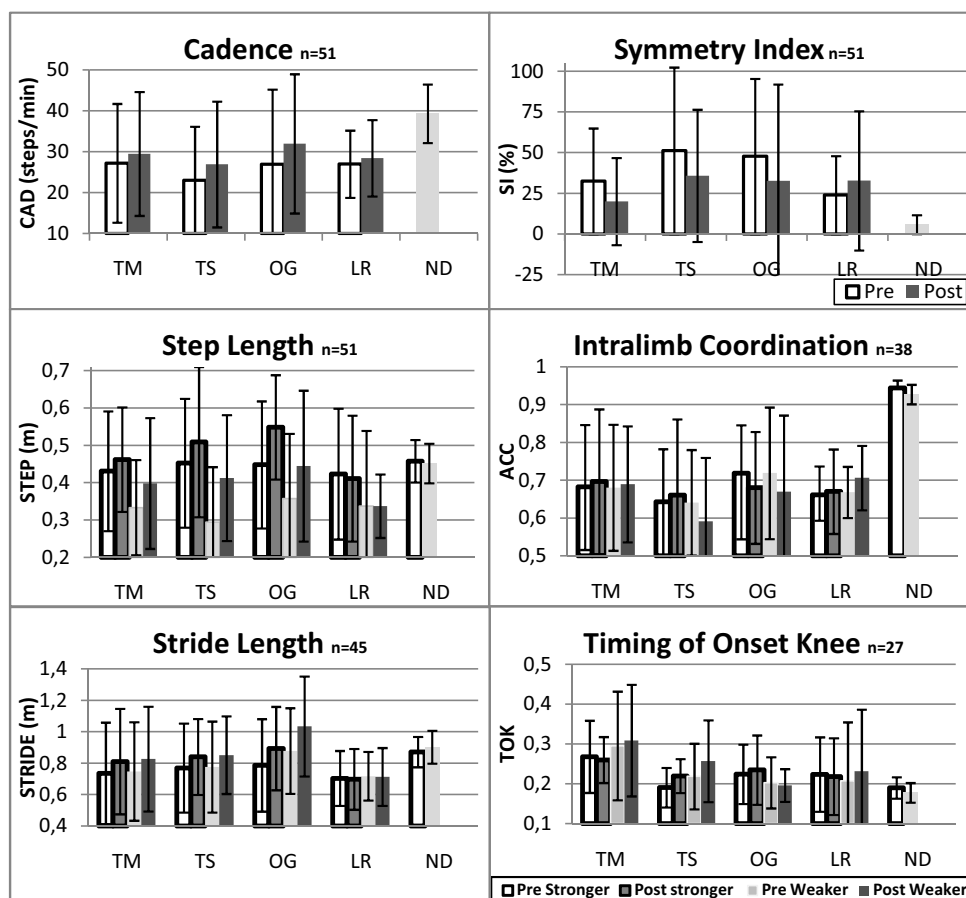 Cadence n=51
CAD (steps/min)
50
40
30
20
10
TM TS OG LR ND
Symmetry Index n=51
SI (%)
100
75
50
25
0
-25
TM TS OG LR ND
Pre Post
Step Length n=51
STEP (m)
0,7
0,6
0,5
0,4
0,3
0,2
TM TS OG LR ND
Intralimb Coordination n=38
ACC
1
0,9
0,8
0,7
0,6
0,5
TM TS OG LR ND
Stride Length n=45
STRIDE (m)
1,4
1,2
1
0,8
0,6
0,4
TM TS OG LR ND
Timing of Onset Knee n=27
TOK
0,5
0,4
0,3
0,2
0,1
TM TS OG LR ND
Pre Stronger Post stronger Pre Weaker Post Weaker